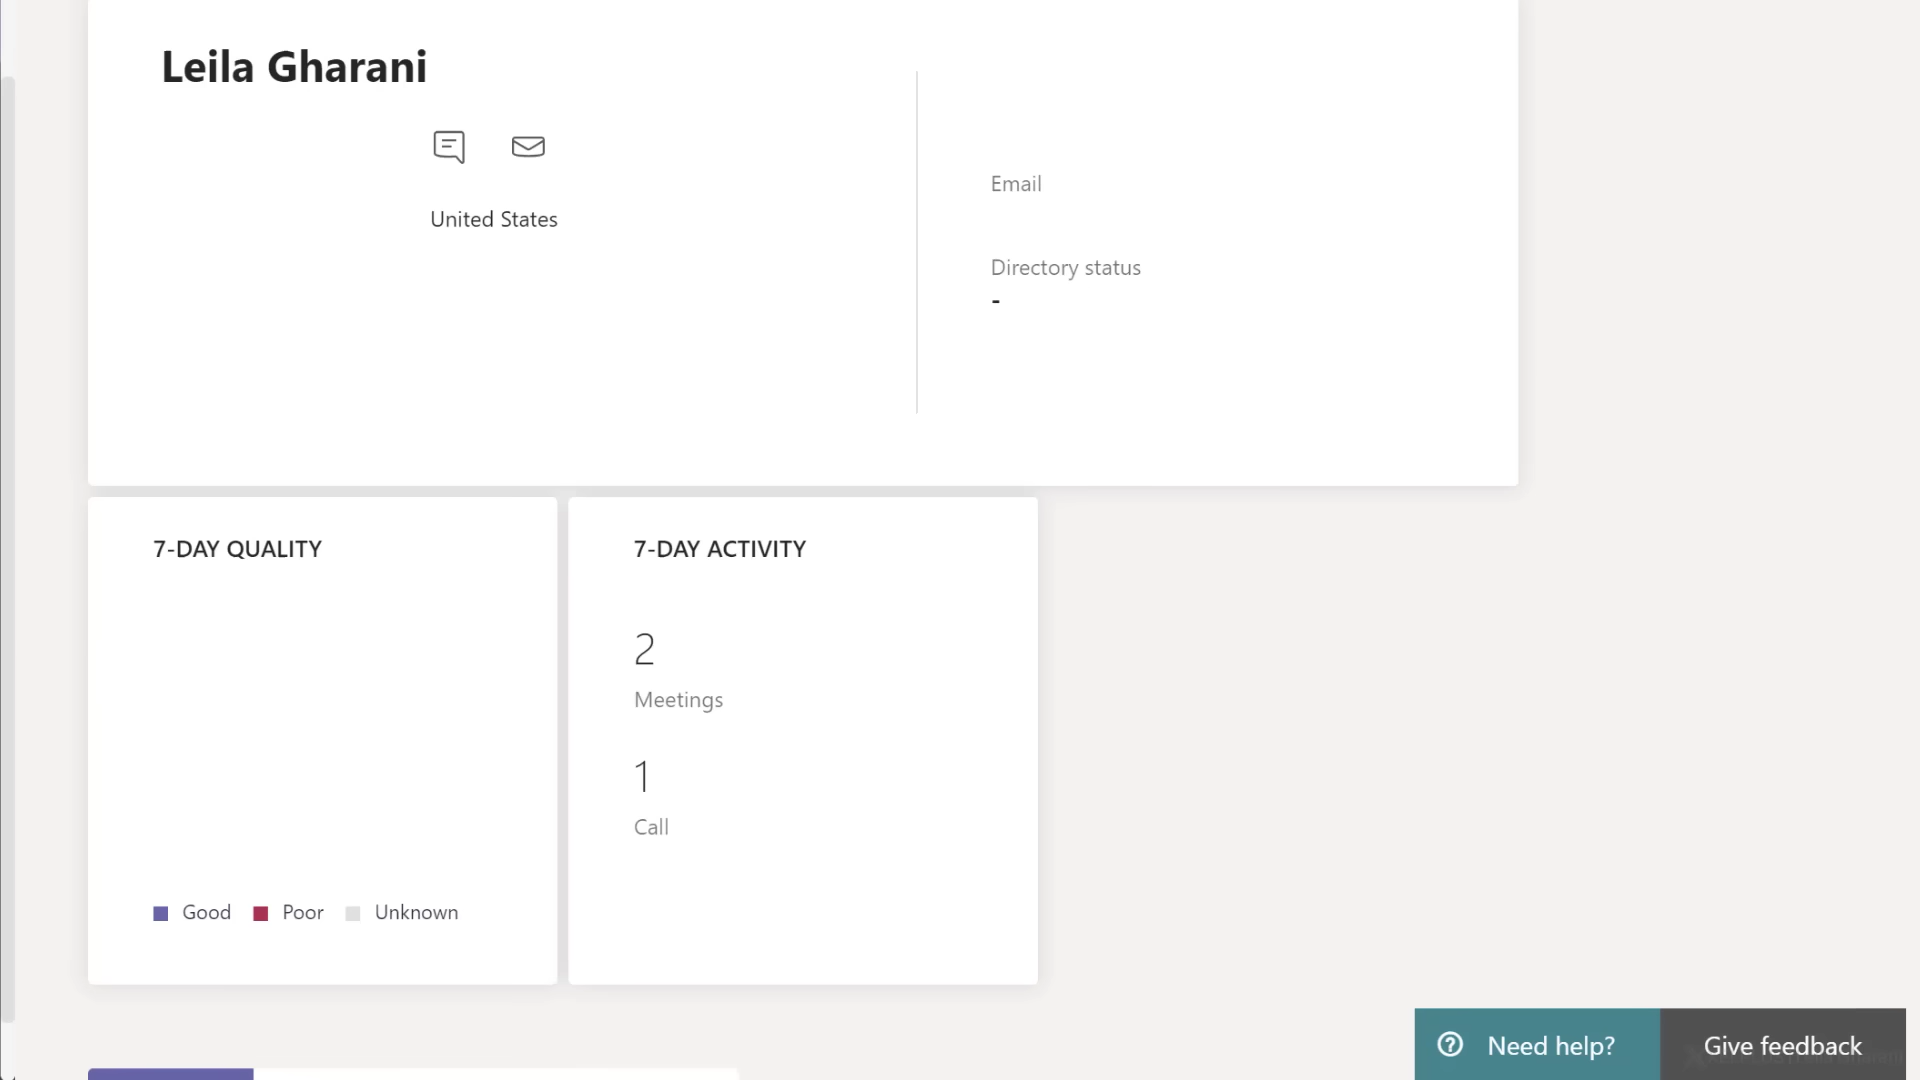 Leila Gharani
United States
Email
Directory status
-
7-DAY QUALITY
Good Poor Unknown
7-DAY ACTIVITY
2
Meetings
1
Call
Need help?
Give feedback